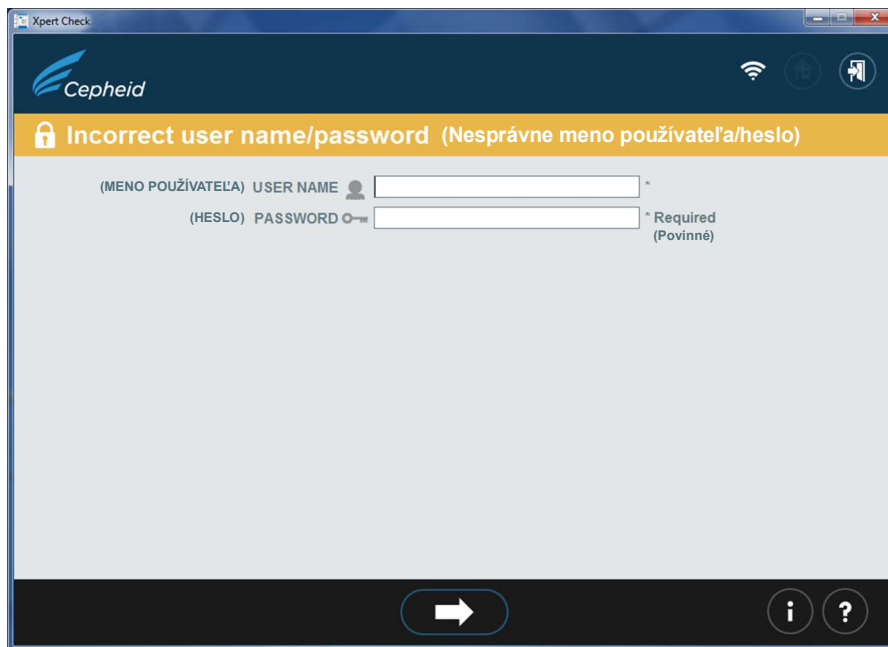 Xpert Check
Cepheid
Incorrect user name/password (Nesprávne meno používateľa/heslo)
(MENO POUŽÍVATEĽA) USER NAME *
(HESLO) PASSWORD * Required
(Povinné)
i ?